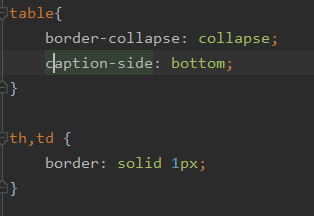 table{
    border-collapse: collapse;
    caption-side: bottom;
}

th,td {
    border: solid 1px;
}